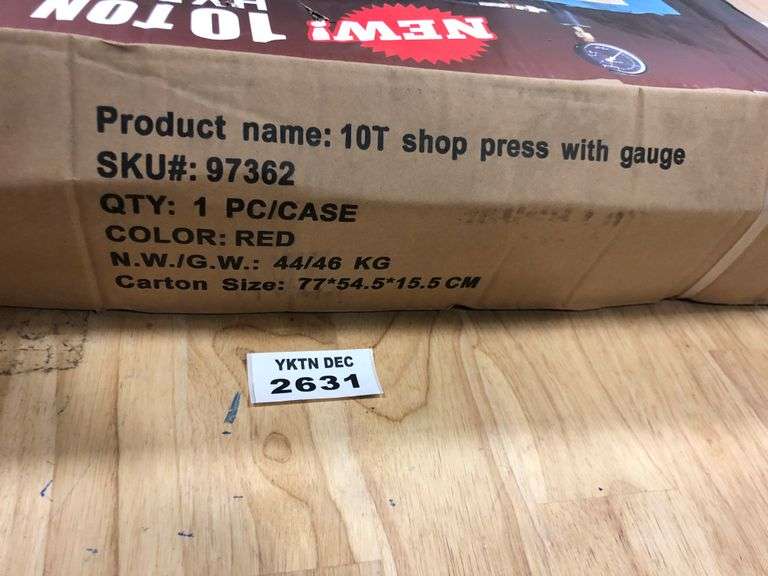 NEW! 10 TON
HY
Product name: 10T shop press with gauge
SKU#: 97362
QTY: 1 PC/CASE
COLOR: RED
N.W./G.W.: 44/46 KG
Carton Size: 77*54.5*15.5 CM
YKTN DEC
2631